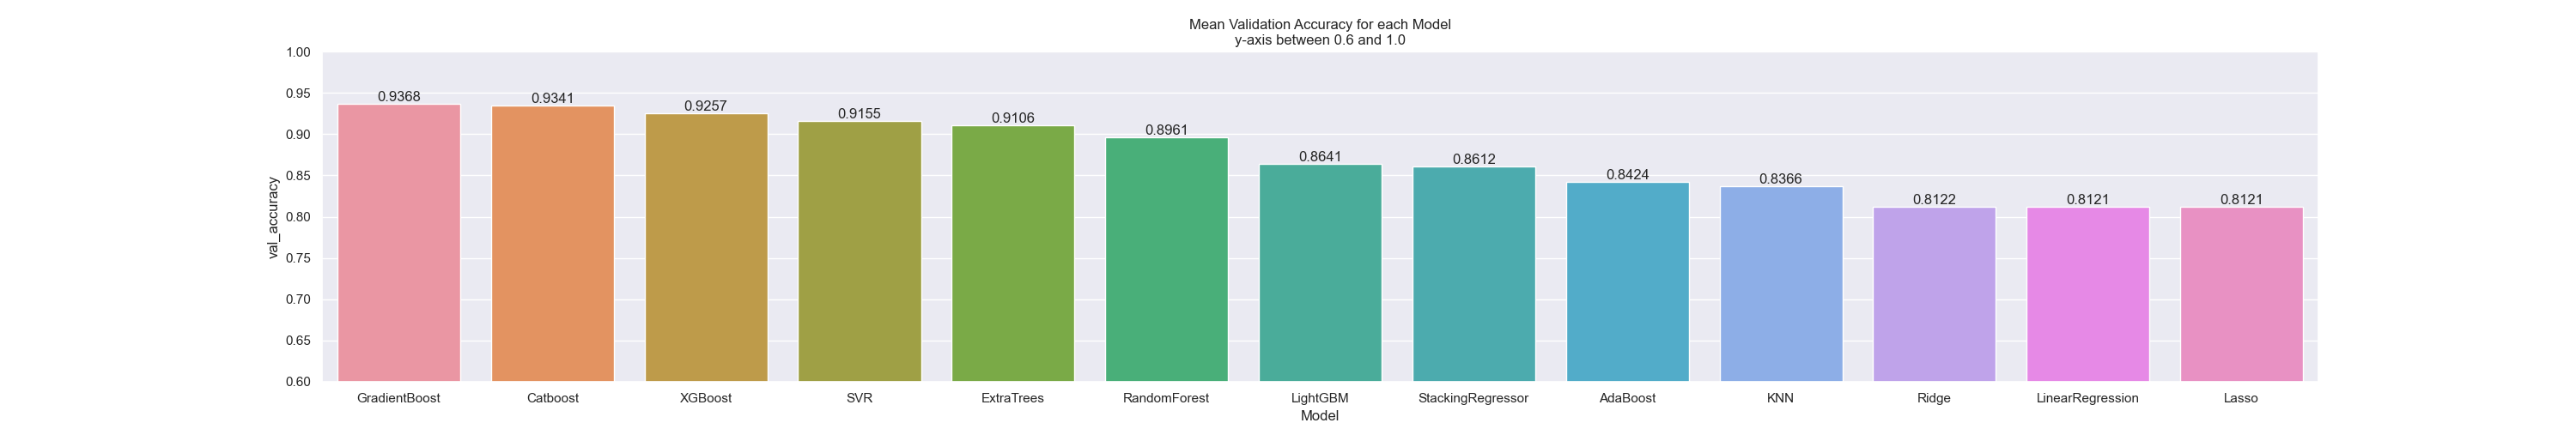 Mean Validation Accuracy for each Model
y-axis between 0.6 and 1.0
1.00
0.95
0.90
0.85
0.80
0.75
0.70
0.65
0.60
val_accuracy
0.9368
0.9341
0.9257
0.9155
0.9106
0.8961
0.8641
0.8612
0.8424
0.8366
0.8122
0.8121
0.8121
GradientBoost
Catboost
XGBoost
SVR
ExtraTrees
RandomForest
LightGBM
StackingRegressor
AdaBoost
KNN
Ridge
LinearRegression
Lasso
Model